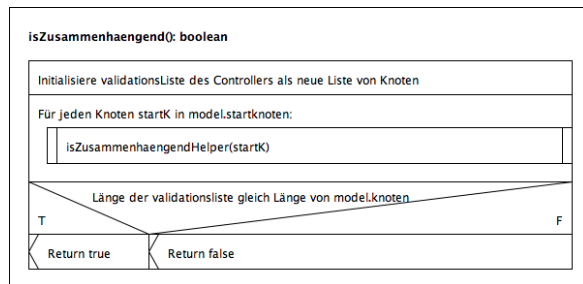 isZusammenhaengend(): boolean
Initialisiere validationsListe des Controllers als neue Liste von Knoten
Für jeden Knoten startK in model.startknoten:
isZusammenhaengendHelper(startK)
Länge der validationsliste gleich Länge von model.knoten
T F
Return true Return false